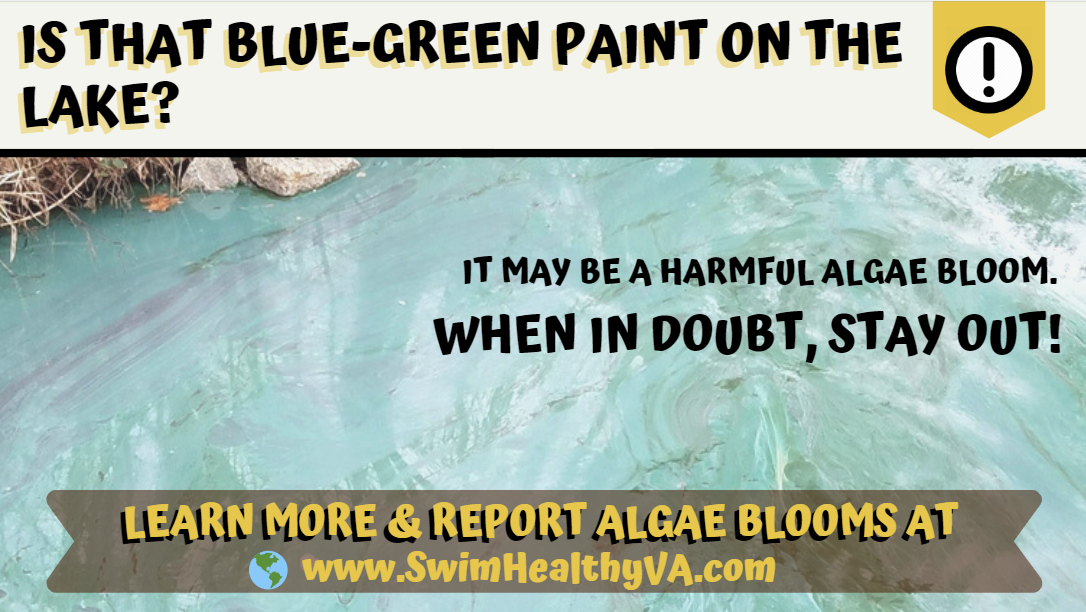 IS THAT BLUE-GREEN PAINT ON THE
LAKE?
IT MAY BE A HARMFUL ALGAE BLOOM.
WHEN IN DOUBT, STAY OUT!
LEARN MORE & REPORT ALGAE BLOOMS AT
www.SwimHealthyVA.com